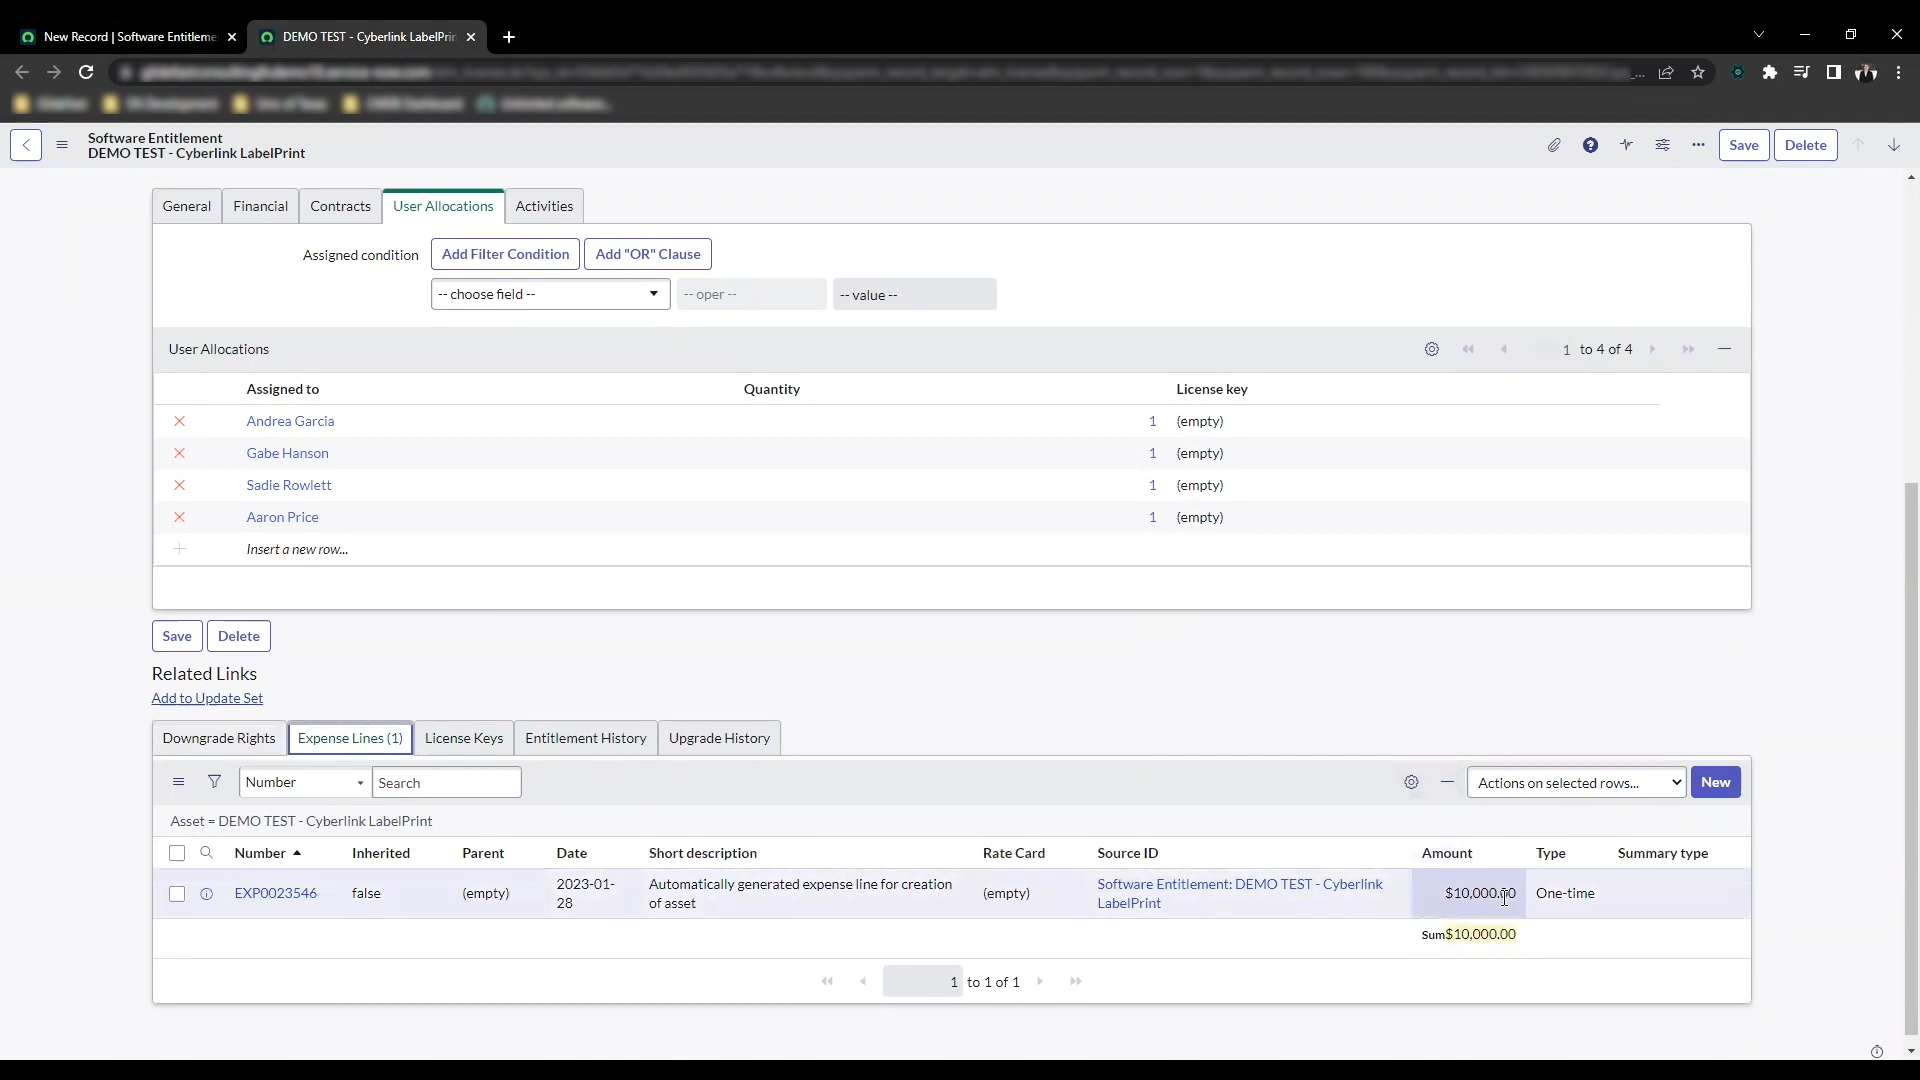 New Record | Software Entitleme
DEMO TEST - Cyberlink LabelPrin
Software Entitlement
DEMO TEST - Cyberlink LabelPrint
Save Delete
General Financial Contracts User Allocations Activities
Assigned condition Add Filter Condition Add "OR" Clause
-- choose field -- -- oper -- -- value --
User Allocations 1 to 4 of 4
Assigned to Quantity License key
Andrea Garcia 1 (empty)
Gabe Hanson 1 (empty)
Sadie Rowlett 1 (empty)
Aaron Price 1 (empty)
Insert a new row...
Save Delete
Related Links
Add to Update Set
Downgrade Rights Expense Lines (1) License Keys Entitlement History Upgrade History
Number Search Actions on selected rows... New
Asset = DEMO TEST - Cyberlink LabelPrint
Number Inherited Parent Date Short description Rate Card Source ID Amount Type Summary type
EXP0023546 false (empty) 2023-01-28 Automatically generated expense line for creation of asset (empty) Software Entitlement: DEMO TEST - Cyberlink LabelPrint $10,000.00 One-time
Sum$10,000.00
1 to 1 of 1